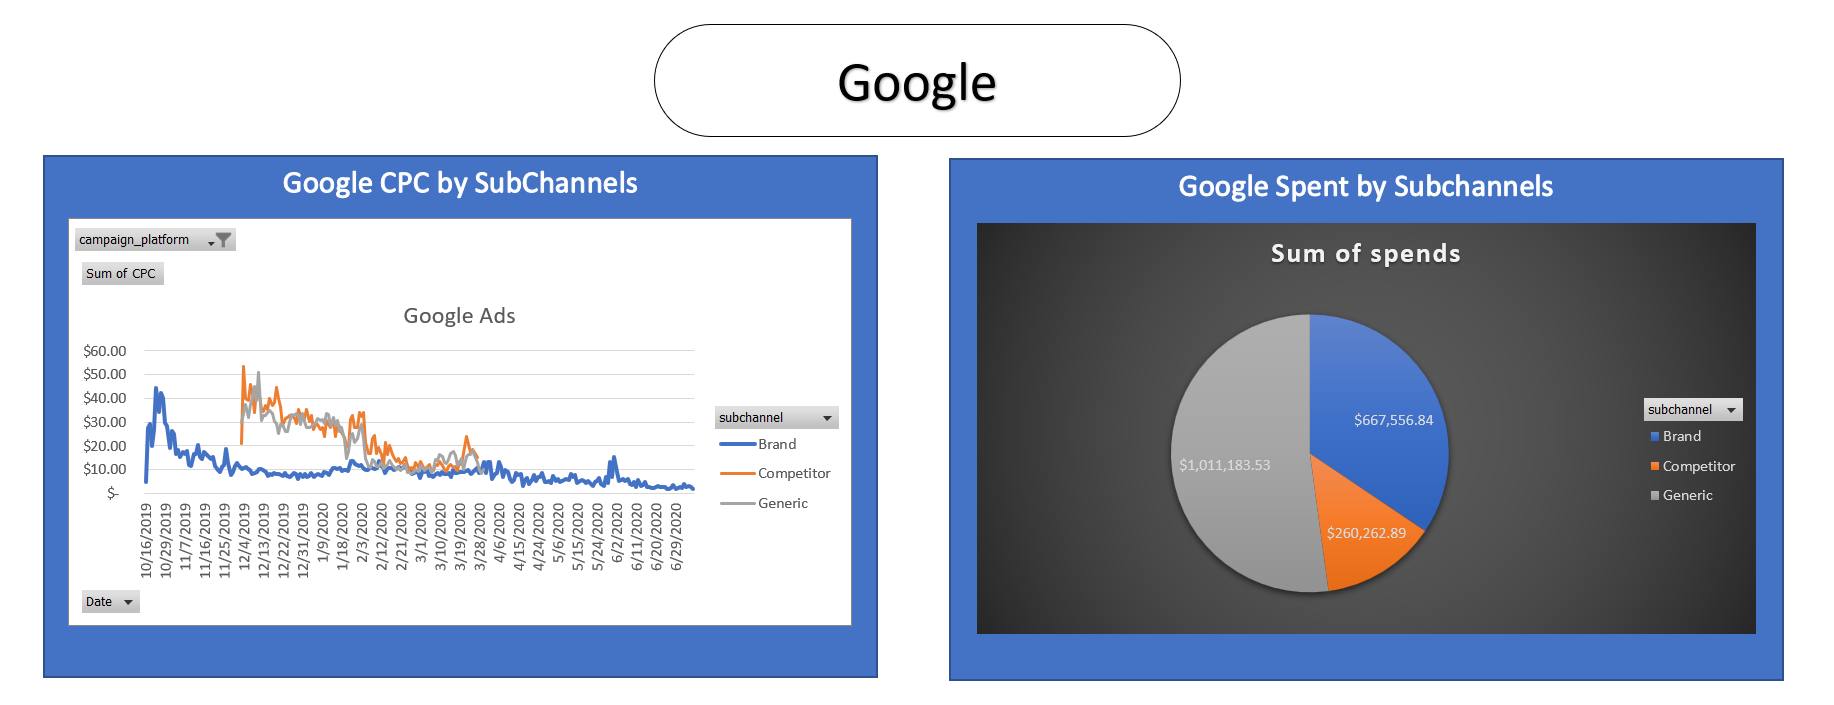 Google
Google CPC by SubChannels
campaign_platform
Sum of CPC
Google Ads
$60.00
$50.00
$40.00
$30.00
$20.00
$10.00
$-
10/16/2019
10/29/2019
11/7/2019
11/16/2019
11/25/2019
12/4/2019
12/13/2019
12/22/2019
12/31/2019
1/9/2020
1/18/2020
2/3/2020
2/12/2020
2/21/2020
3/1/2020
3/10/2020
3/19/2020
3/28/2020
4/6/2020
4/15/2020
4/24/2020
5/6/2020
5/15/2020
5/24/2020
6/2/2020
6/11/2020
6/20/2020
6/29/2020
subchannel
Brand
Competitor
Generic
Date
Google Spent by Subchannels
Sum of spends
$667,556.84
$1,011,183.53
$260,262.89
subchannel
Brand
Competitor
Generic